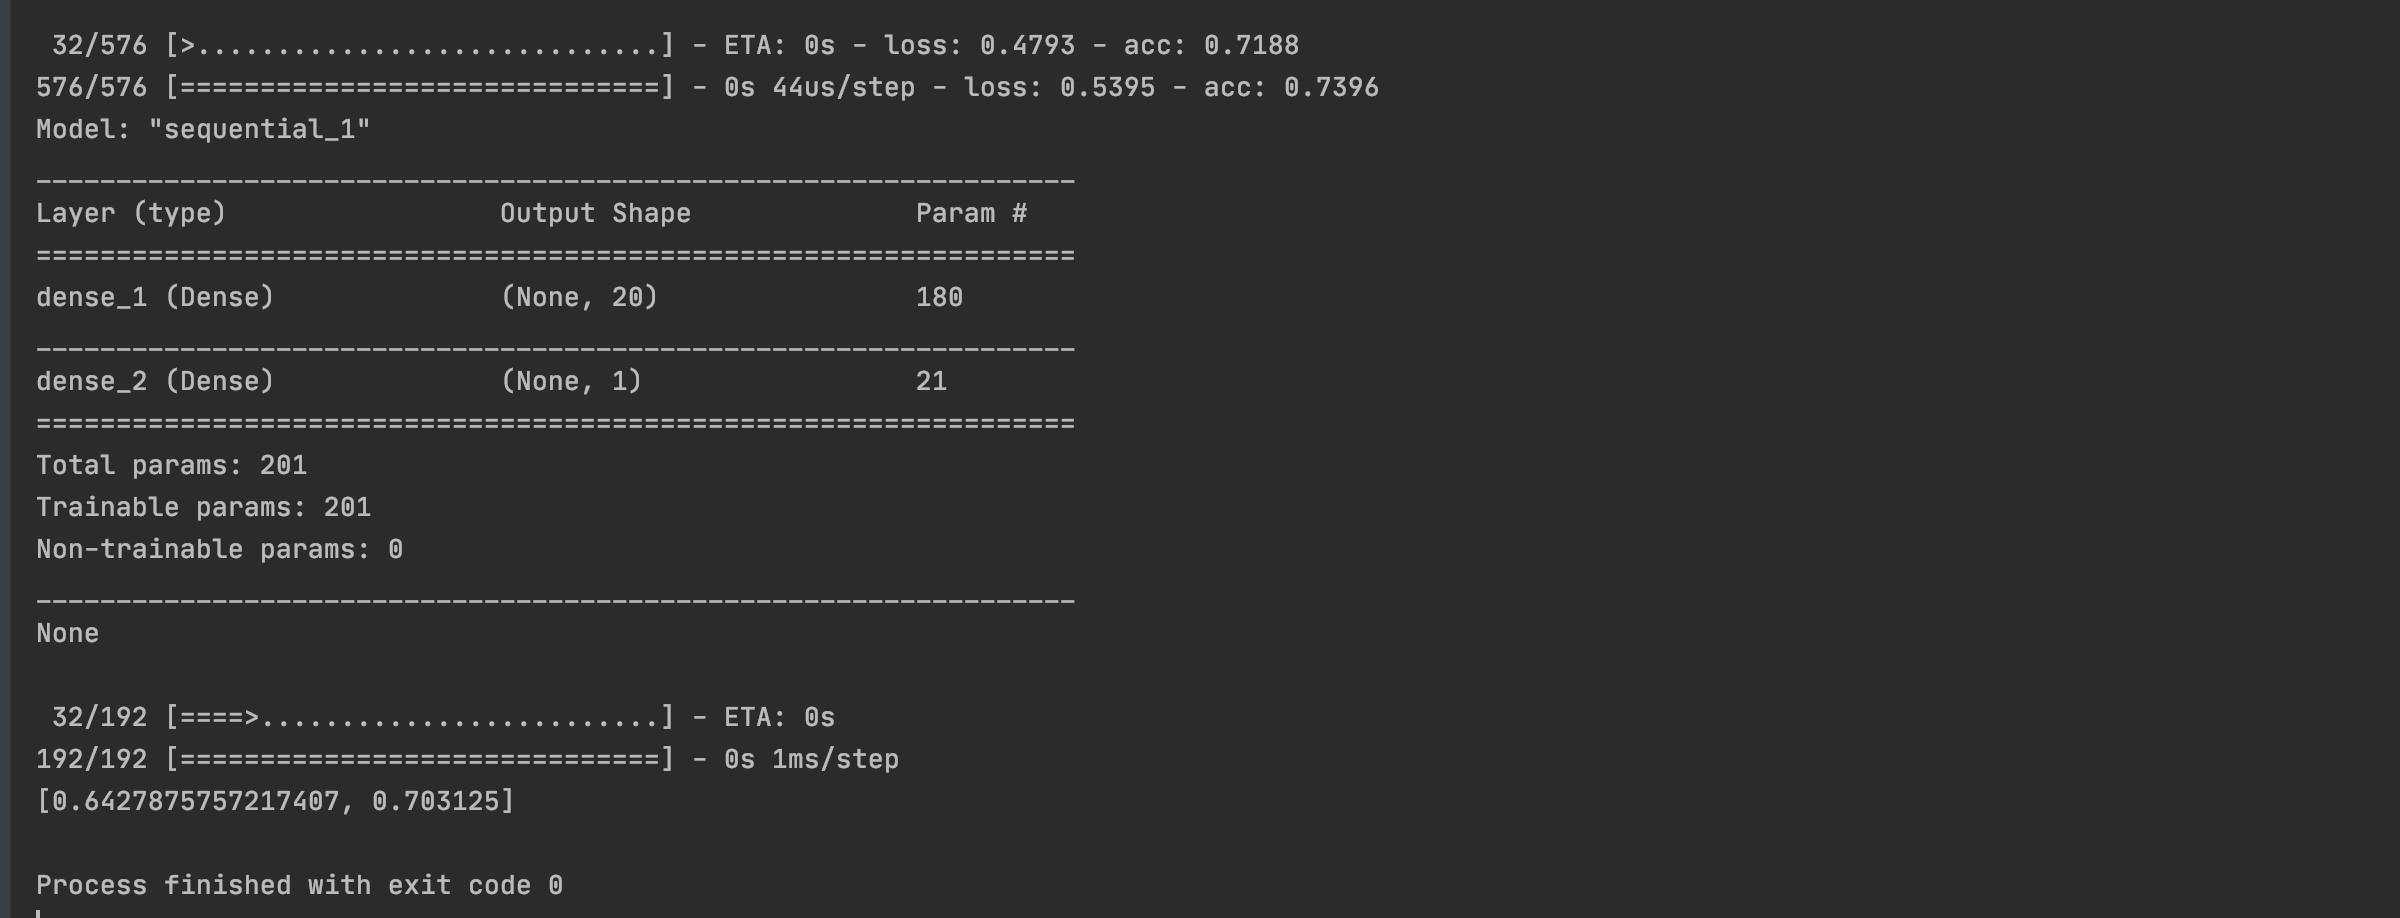 32/576 [>.............................] - ETA: 0s - loss: 0.4793 - acc: 0.7188
576/576 [==============================] - 0s 44us/step - loss: 0.5395 - acc: 0.7396
Model: "sequential_1"
_________________________________________________________________
Layer (type)                 Output Shape              Param #
=================================================================
dense_1 (Dense)              (None, 20)                180
_________________________________________________________________
dense_2 (Dense)              (None, 1)                 21
=================================================================
Total params: 201
Trainable params: 201
Non-trainable params: 0
_________________________________________________________________
None

 32/192 [====>.........................] - ETA: 0s
192/192 [==============================] - 0s 1ms/step
[0.6427875757217407, 0.703125]

Process finished with exit code 0